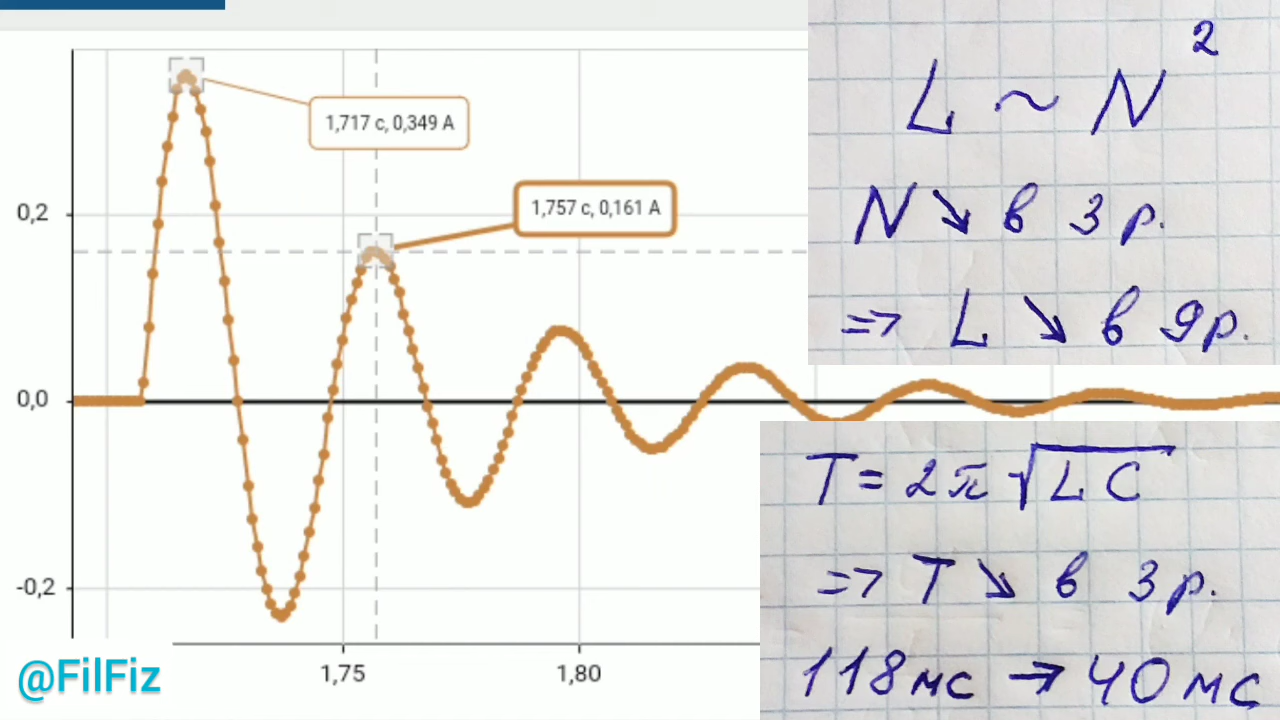 1,717 с, 0,349 А
1,757 с, 0,161 А
0,2
0,0
-0,2
1,75
1,80
@FilFiz
L ~ N²
N ↘ в 3 р.
=> L ↘ в 9 р.
T = 2π √LC
=> T ↘ в 3 р.
118 мс → 40 мс